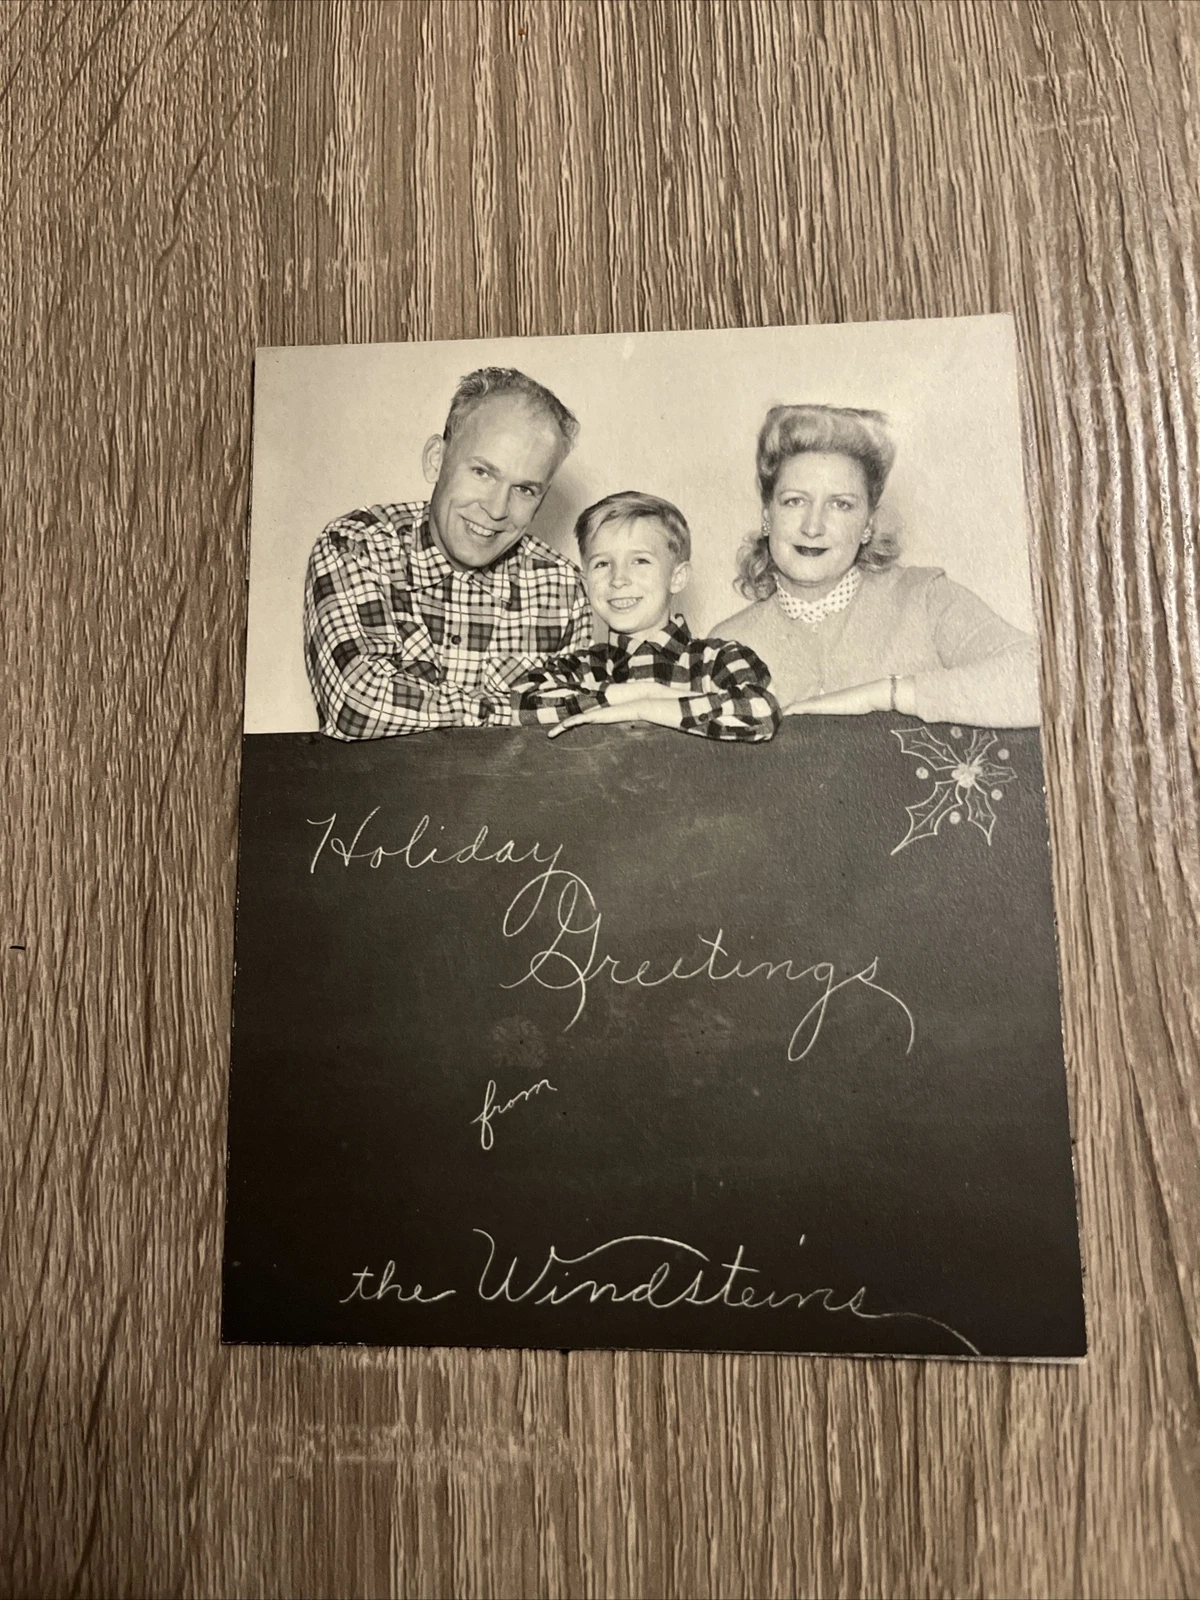 Holiday
Greetings
from
the Windsteins